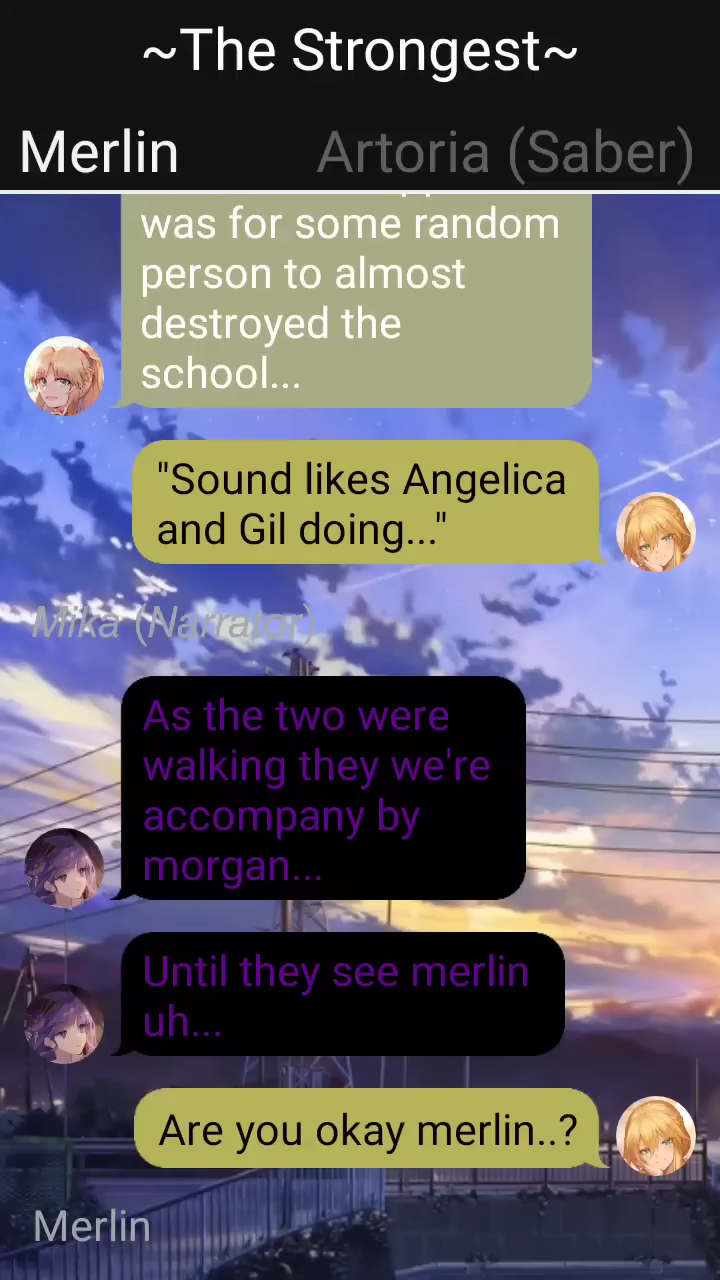 ~The Strongest~
Merlin
Artoria (Saber)
was for some random
person to almost
destroyed the
school...
"Sound likes Angelica
and Gil doing..."
Mika (Narrator)
As the two were
walking they we're
accompany by
morgan...
Until they see merlin
uh...
Are you okay merlin..?
Merlin